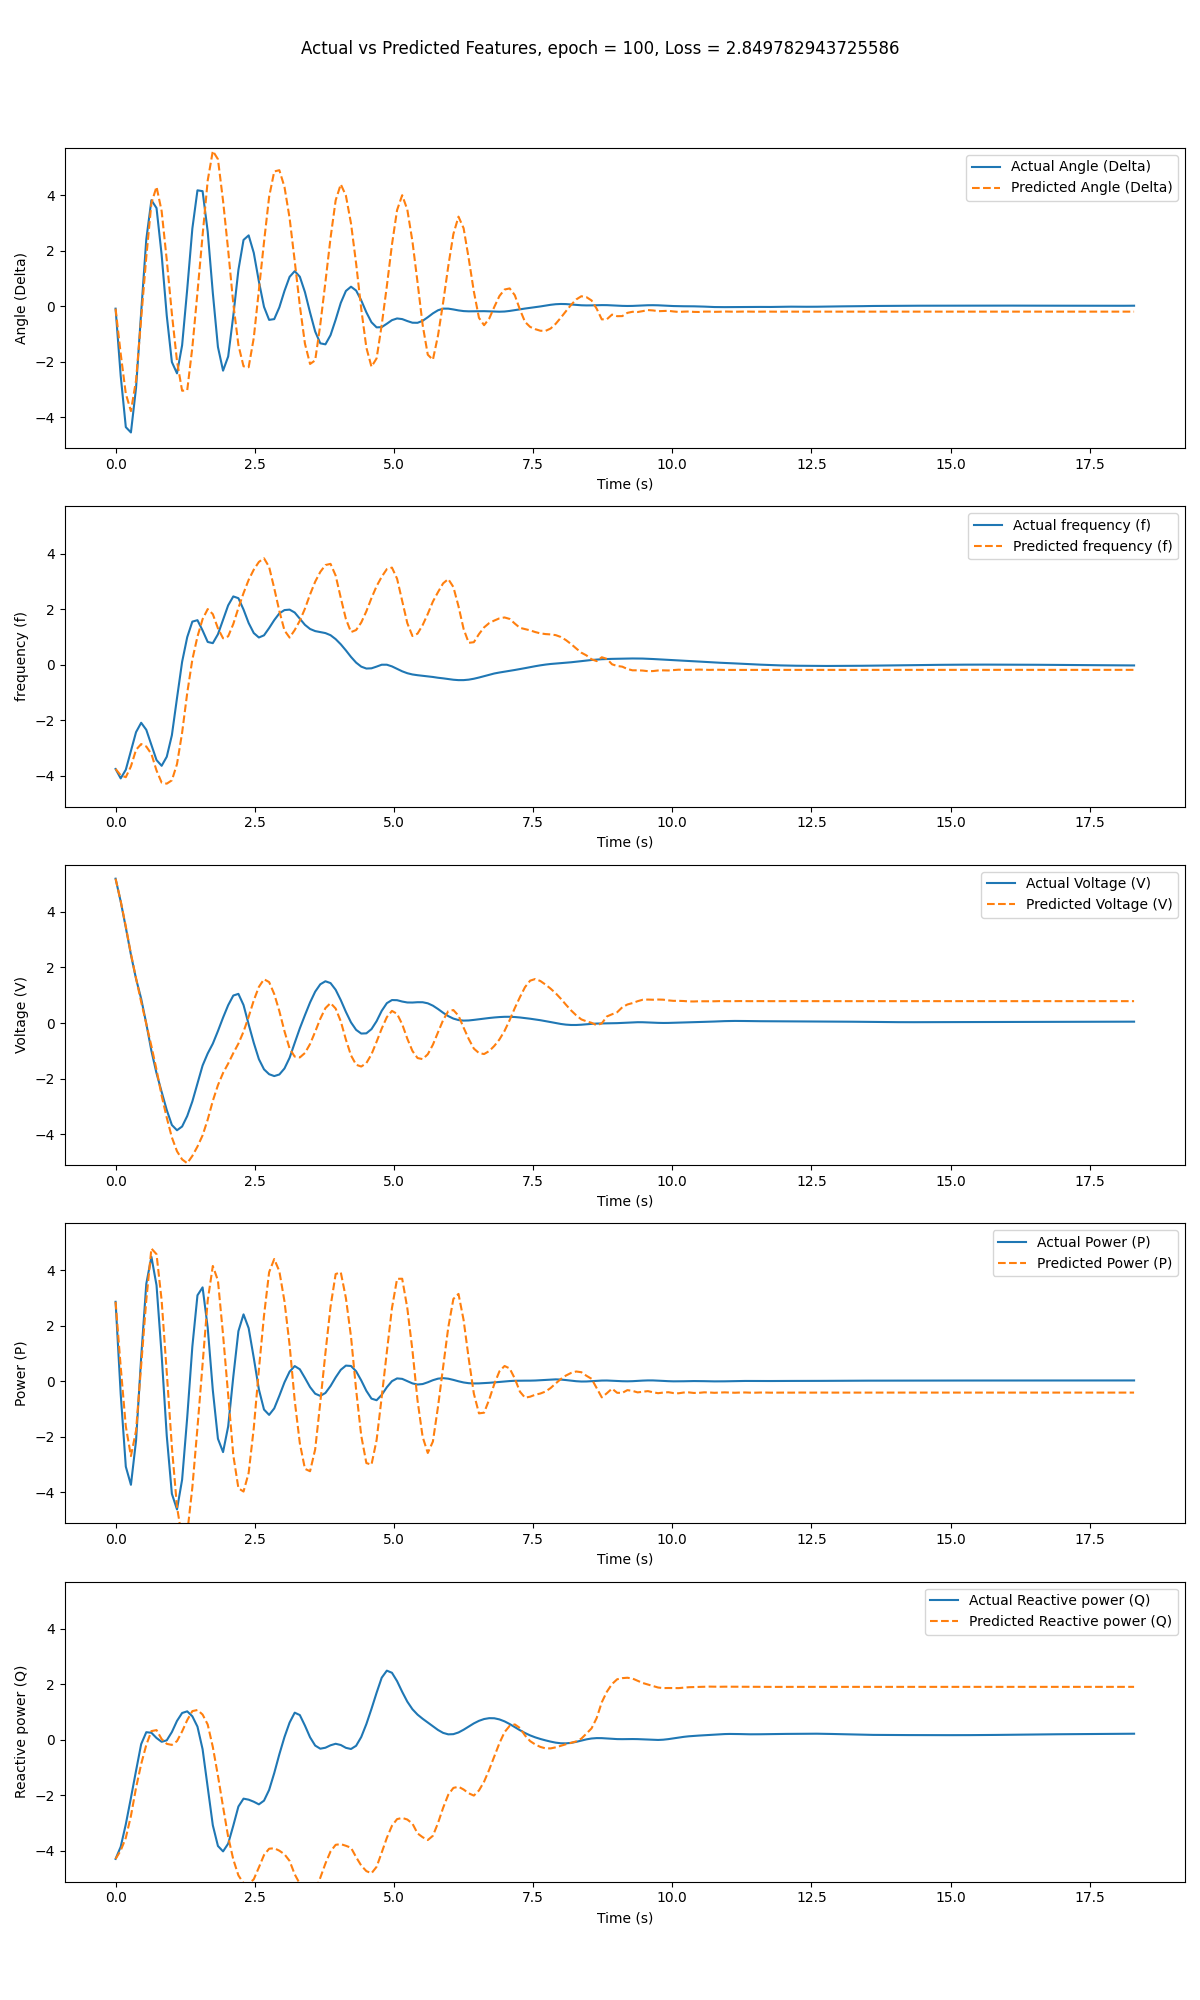 Actual vs Predicted Features, epoch = 100, Loss = 2.849782943725586
Actual Angle (Delta)
Predicted Angle (Delta)
Angle (Delta)
4
2
0
−2
−4
0.0 2.5 5.0 7.5 10.0 12.5 15.0 17.5
Time (s)
Actual frequency (f)
Predicted frequency (f)
frequency (f)
4
2
0
−2
−4
0.0 2.5 5.0 7.5 10.0 12.5 15.0 17.5
Time (s)
Actual Voltage (V)
Predicted Voltage (V)
Voltage (V)
4
2
0
−2
−4
0.0 2.5 5.0 7.5 10.0 12.5 15.0 17.5
Time (s)
Actual Power (P)
Predicted Power (P)
Power (P)
4
2
0
−2
−4
0.0 2.5 5.0 7.5 10.0 12.5 15.0 17.5
Time (s)
Actual Reactive power (Q)
Predicted Reactive power (Q)
Reactive power (Q)
4
2
0
−2
−4
0.0 2.5 5.0 7.5 10.0 12.5 15.0 17.5
Time (s)